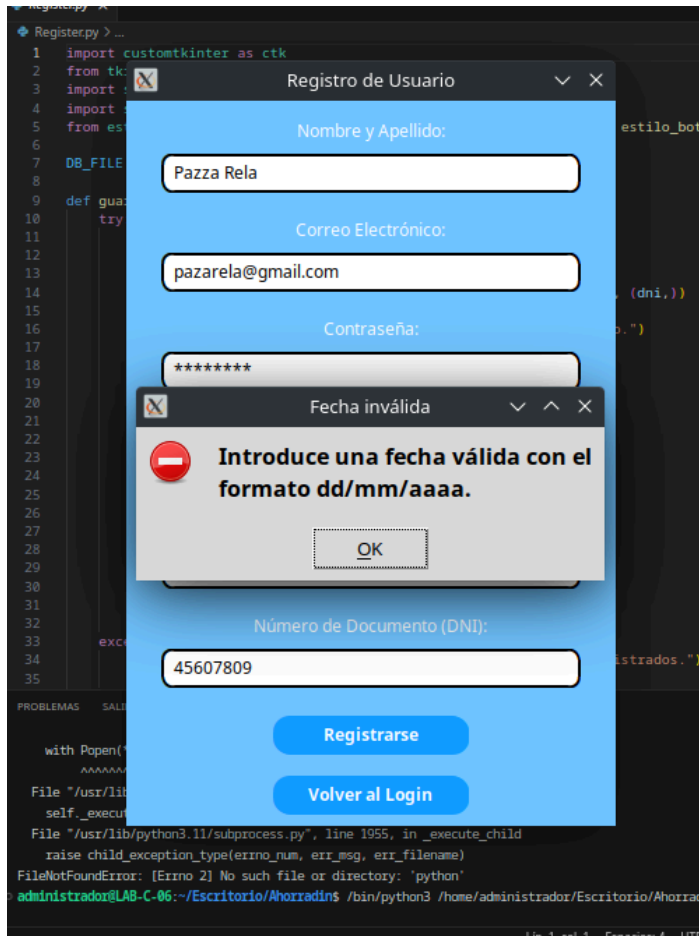 Register.py
Register.py > ...
1 import customtkinter as ctk
2 from
3 import
4 import
5 from estilo_bot
6
7 DB_FILE
8
9 def
10 try
11
12
13
14 , (dni,))
15
16 .")
17
18
19
20
21
22
23
24
25
26
27
28
29
30
31
32
33
34 istrados.")
35
Registro de Usuario
Nombre y Apellido:
Pazza Rela
Correo Electrónico:
pazarela@gmail.com
Contraseña:
********
Fecha inválida
Introduce una fecha válida con el
formato dd/mm/aaaa.
OK
Número de Documento (DNI):
45607809
Registrarse
Volver al Login
PROBLEMAS
with Popen(
^^^^^^^
File "/usr/lib
self._execut
File "/usr/lib/python3.11/subprocess.py", line 1955, in _execute_child
raise child_exception_type(errno_num, err_msg, err_filename)
FileNotFoundError: [Errno 2] No such file or directory: 'python'
administrador@LAB-C-06:~/Escritorio/Ahorradin$ /bin/python3 /home/administrador/Escritorio/Ahorrad